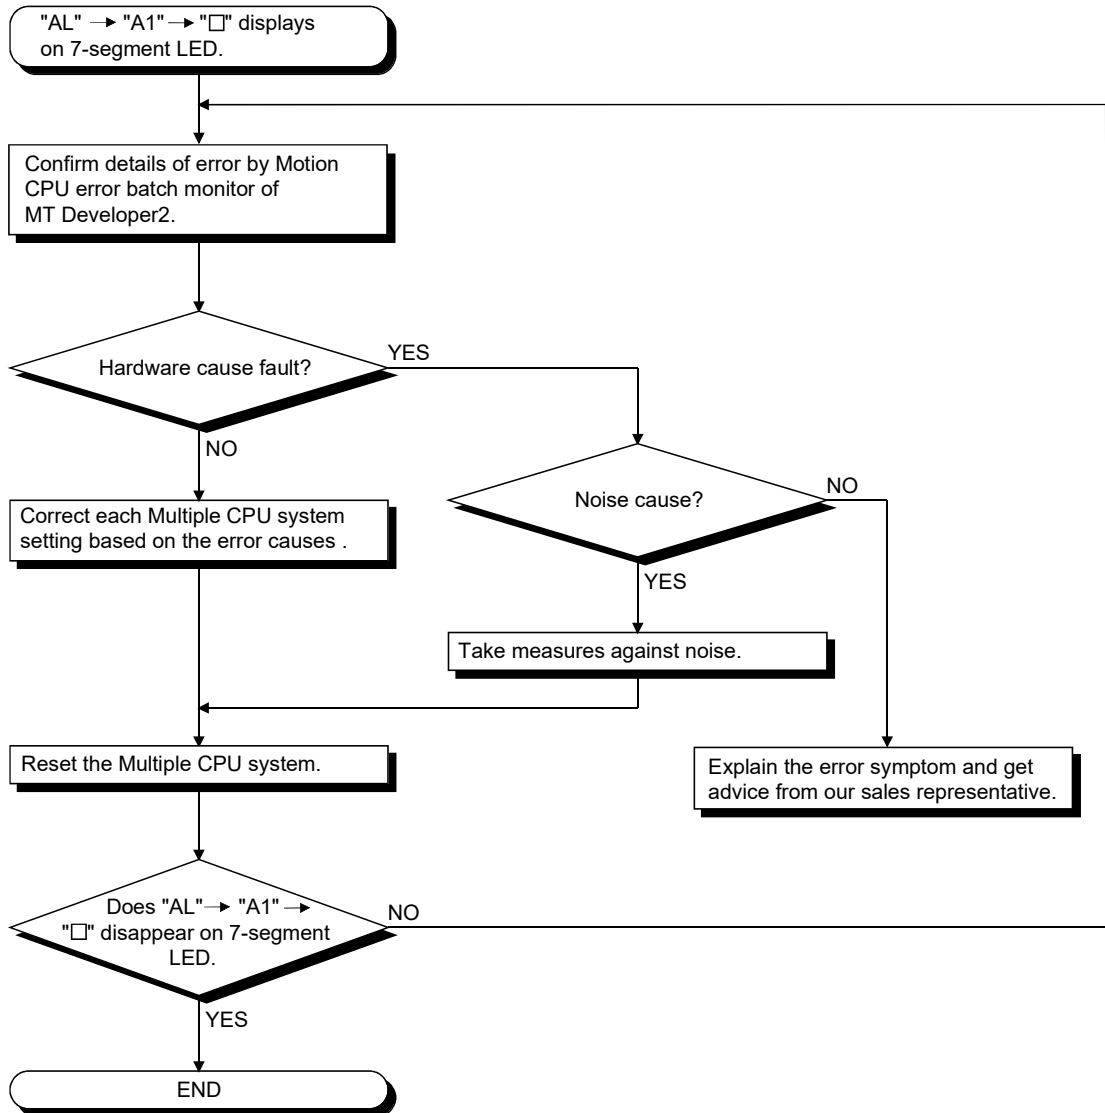 "AL" → "A1" → "□" displays
on 7-segment LED.
Confirm details of error by Motion
CPU error batch monitor of
MT Developer2.
Hardware cause fault?
YES
NO
Correct each Multiple CPU system
setting based on the error causes .
Noise cause?
NO
YES
Take measures against noise.
Reset the Multiple CPU system.
Explain the error symptom and get
advice from our sales representative.
Does "AL" → "A1" →
"□" disappear on 7-segment
LED.
NO
YES
END